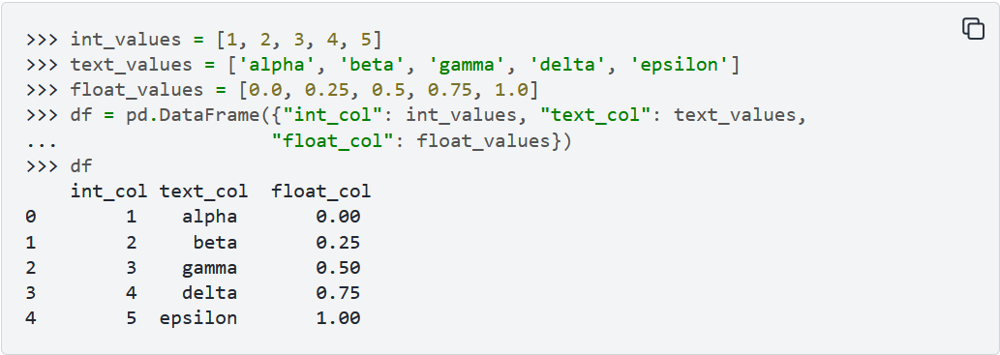 >>> int_values = [1, 2, 3, 4, 5]
>>> text_values = ['alpha', 'beta', 'gamma', 'delta', 'epsilon']
>>> float_values = [0.0, 0.25, 0.5, 0.75, 1.0]
>>> df = pd.DataFrame({"int_col": int_values, "text_col": text_values,
...                   "float_col": float_values})
>>> df
    int_col text_col  float_col
0        1    alpha       0.00
1        2     beta       0.25
2        3    gamma       0.50
3        4    delta       0.75
4        5  epsilon       1.00